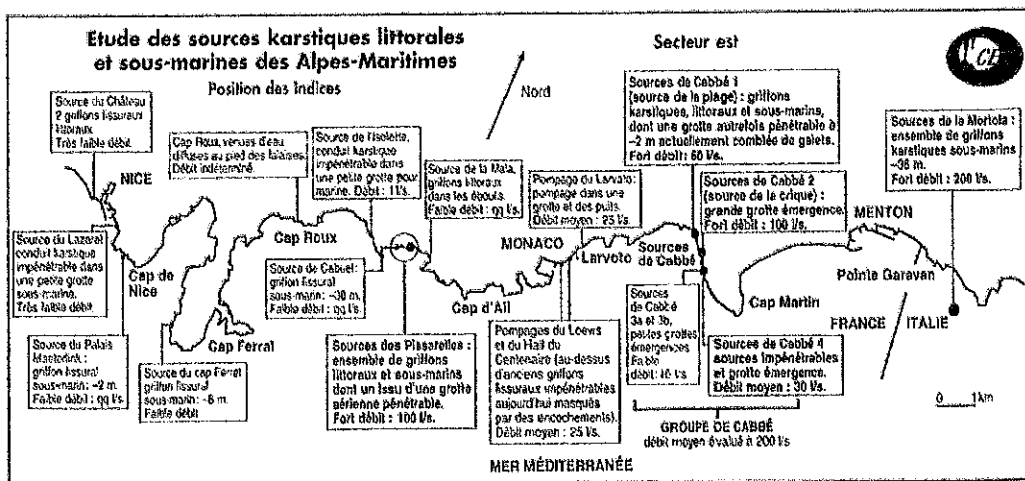 Etude des sources karstiques littorales
et sous-marines des Alpes-Maritimes
Position des indices
Secteur est
Nord
Source du Château
2 griffons fissuraux
littoraux
Très faible débit
NICE
Source du Lazaret
conduit karstique
impénétrable dans
une petite grotte
sous-marine.
Très faible débit.
Cap de
Nice
Source du Palais
Maeterlink :
griffon fissural
sous-marin: -2 m.
Faible débit : qq l/s.
Cap Roux, venues d'eau
diffuses au pied des falaises.
Débit indéterminé.
Cap Ferrat
Source du cap Ferrat
griffon fissural
sous-marin: -6 m.
Faible débit
Cap Roux
Source de l'Isoletta,
conduit karstique
impénétrable dans
une petite grotte pour
marine. Débit : 1 l/s.
Source de Cabuel:
griffon fissural
sous-marin: -30 m.
Faible débit : qq l/s.
Source de la Mala,
griffons littoraux
dans les éboulis.
Faible débit: qq l/s.
Sources des Pissarelles:
ensemble de griffons
littoraux et sous-marins
dont un issu d'une grotte
aérienne pénétrable.
Fort débit : 100 l/s.
Cap d'Ail
MONACO
Pompage du Larvoto:
pompage dans une
grotte et des puits.
Débit moyen : 25 l/s.
Larvoto
Pompages du Loews
et du Hall du
Centenaire (au-dessus
d'anciens griffons
fissuraux impénétrables
aujourd'hui masqués
par des encochements).
Débit moyen : 25 l/s.
Sources de Cabbé 1
(source de la plage) : griffons
karstiques, littoraux et sous-marins,
dont une grotte autrefois pénétrable à
-2 m actuellement comblée de galets.
Fort débit: 60 l/s.
Sources
de Cabbé
Sources de Cabbé 2
(source de la crique) :
grande grotte émergence.
Fort débit : 100 l/s.
Sources
de Cabbé
3a et 3b,
petites grottes
émergences.
Faible
débit: 10 l/s
Sources de Cabbé 4
sources impénétrables
et grotte émergence.
Débit moyen : 30 l/s.
GROUPE DE CABBÉ
débit moyen évalué à 200 l/s
Cap Martin
MENTON
Pointe Garavan
FRANCE
ITALIE
Sources de la Mortola :
ensemble de griffons
karstiques sous-marins
-36 m.
Fort débit : 200 l/s.
0 1km
MER MÉDITERRANÉE